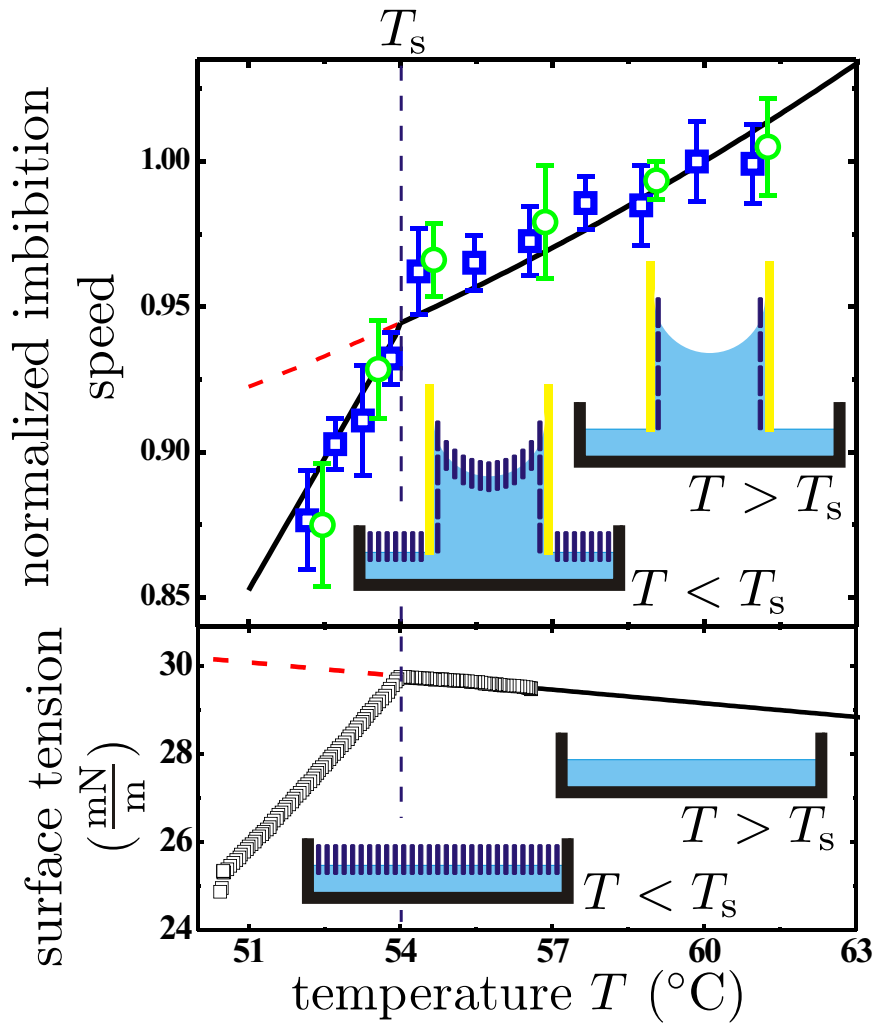 T_s
normalized imbibition
speed
1.00
0.95
0.90
0.85
T > T_s
T < T_s
surface tension
(mN/m)
30
28
26
24
T > T_s
T < T_s
51 54 57 60 63
temperature T (°C)